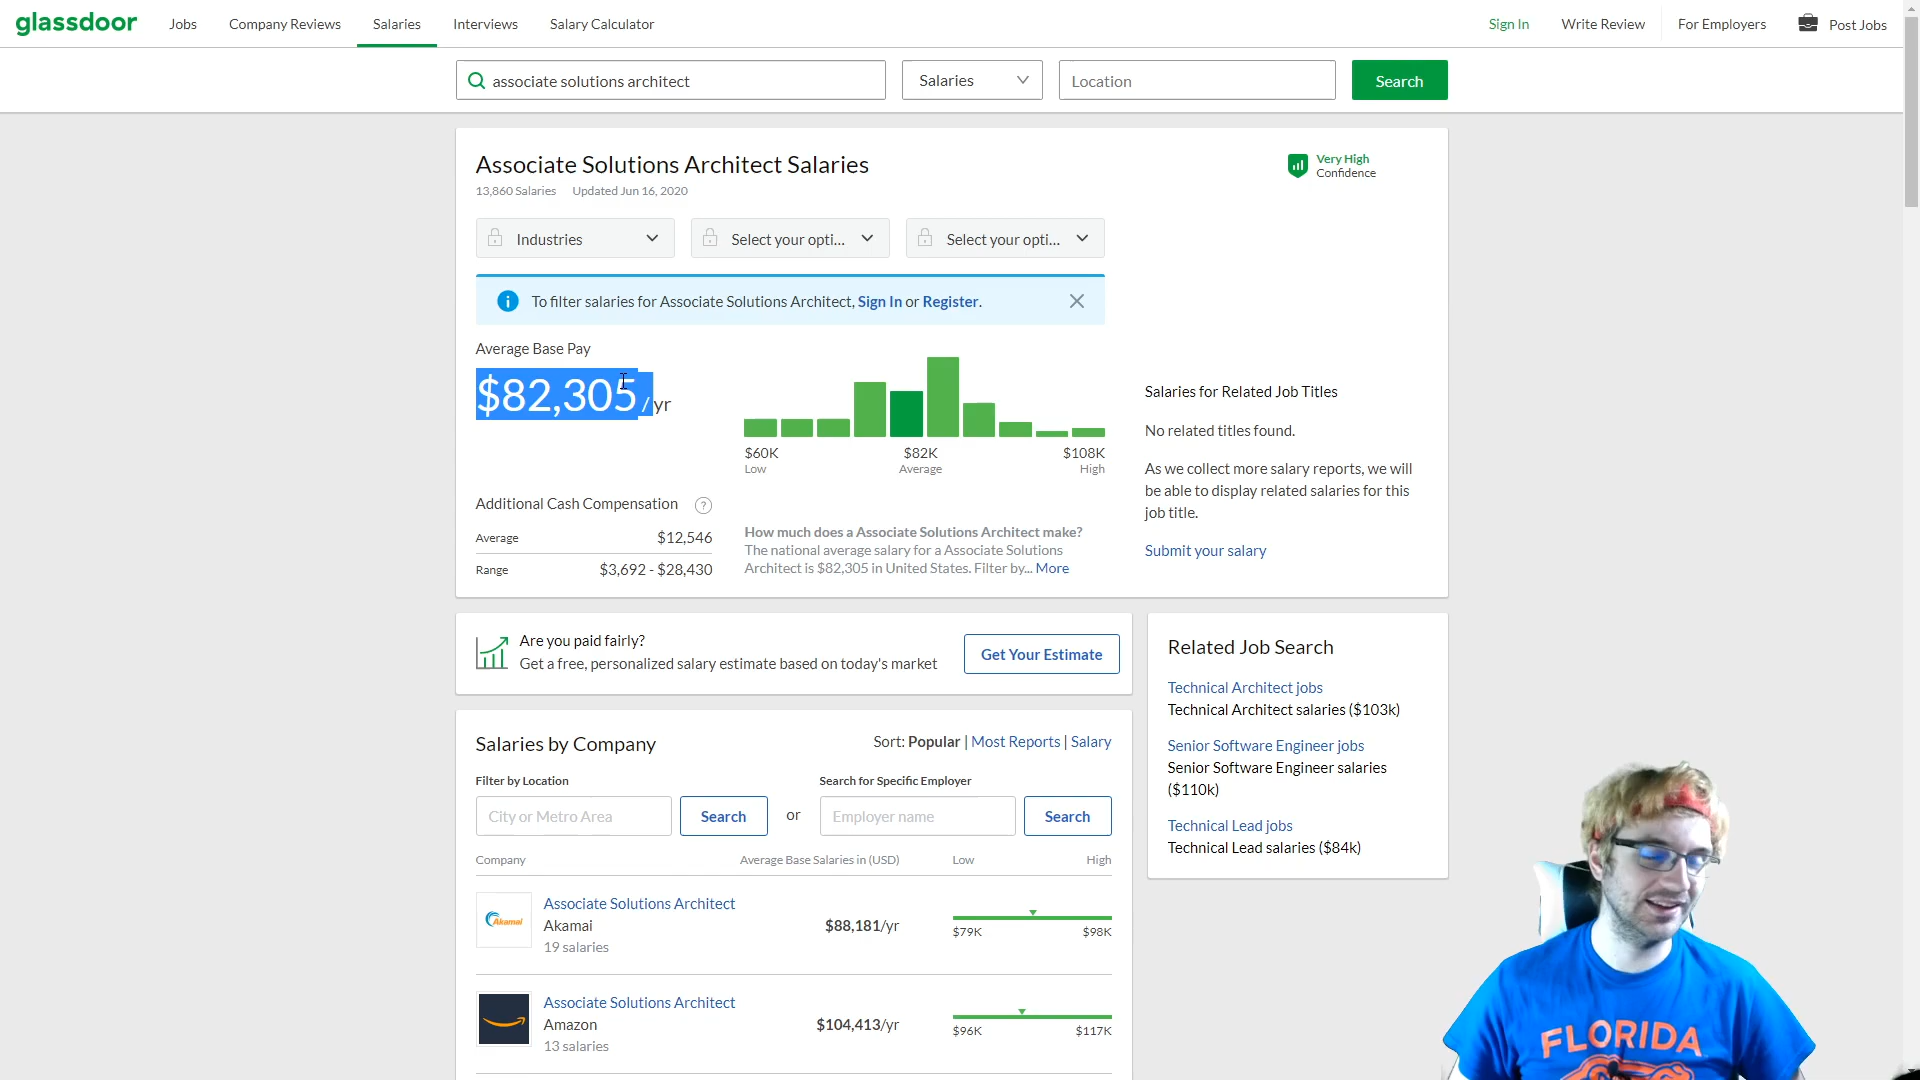 glassdoor
Jobs
Company Reviews
Salaries
Interviews
Salary Calculator
Sign In
Write Review
For Employers
Post Jobs
associate solutions architect
Salaries
Location
Search
Associate Solutions Architect Salaries
13,860 Salaries
Updated Jun 16, 2020
Very High
Confidence
Industries
Select your opti...
Select your opti...
To filter salaries for Associate Solutions Architect, Sign In or Register.
Average Base Pay
$82,305/yr
$60K
Low
$82K
Average
$108K
High
Additional Cash Compensation
?
Average
$12,546
Range
$3,692 - $28,430
How much does a Associate Solutions Architect make?
The national average salary for a Associate Solutions
Architect is $82,305 in United States. Filter by... More
Salaries for Related Job Titles
No related titles found.
As we collect more salary reports, we will
be able to display related salaries for this
job title.
Submit your salary
Are you paid fairly?
Get a free, personalized salary estimate based on today's market
Get Your Estimate
Related Job Search
Technical Architect jobs
Technical Architect salaries ($103k)
Senior Software Engineer jobs
Senior Software Engineer salaries
($110k)
Technical Lead jobs
Technical Lead salaries ($84k)
Salaries by Company
Sort: Popular | Most Reports | Salary
Filter by Location
City or Metro Area
Search
or
Search for Specific Employer
Employer name
Search
Company
Average Base Salaries in (USD)
Low
High
Akamai
Associate Solutions Architect
Akamai
19 salaries
$88,181/yr
$79K
$98K
Associate Solutions Architect
Amazon
13 salaries
$104,413/yr
$96K
$117K
FLORIDA